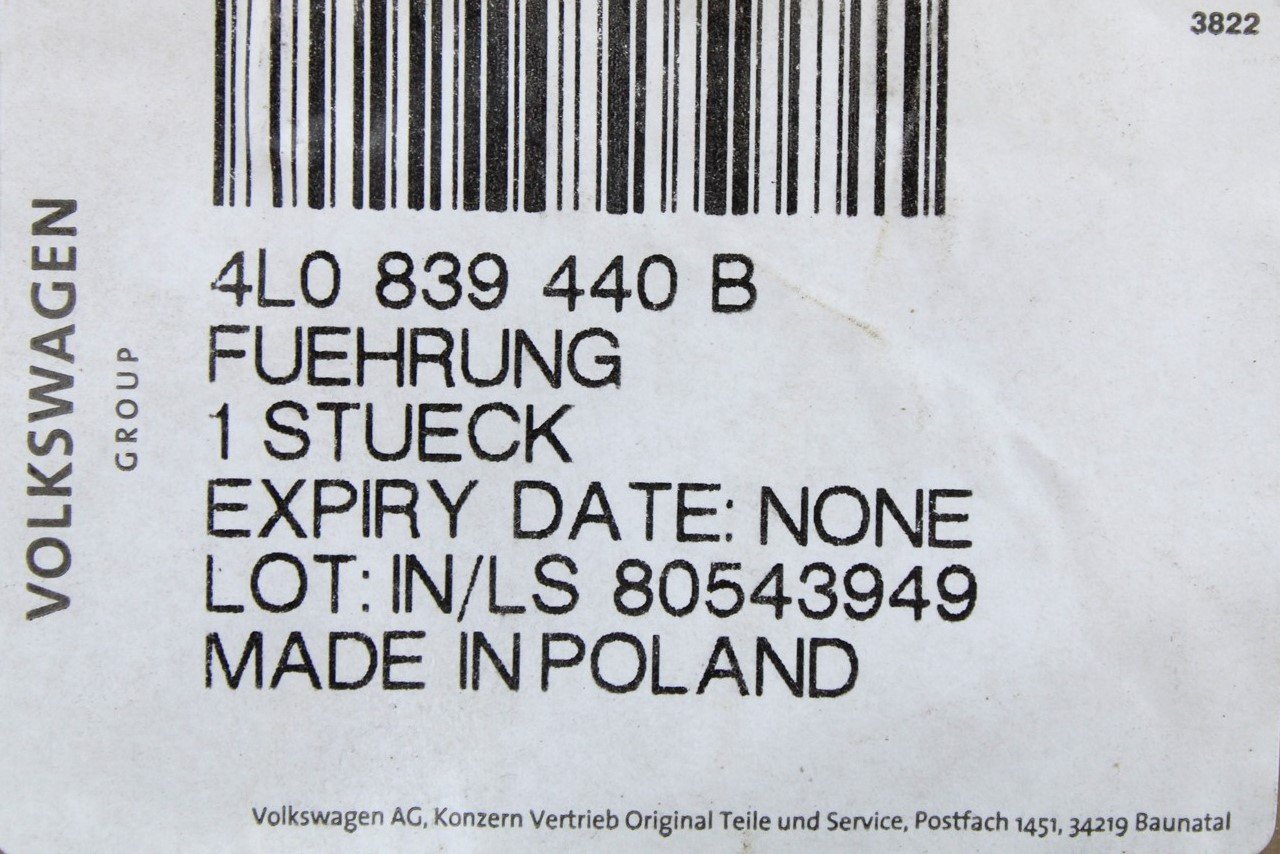 3822
VOLKSWAGEN
GROUP
4L0 839 440 B
FUEHRUNG
1 STUECK
EXPIRY DATE: NONE
LOT: IN/LS 80543949
MADE IN POLAND
Volkswagen AG, Konzern Vertrieb Original Teile und Service, Postfach 1451, 34219 Baunatal